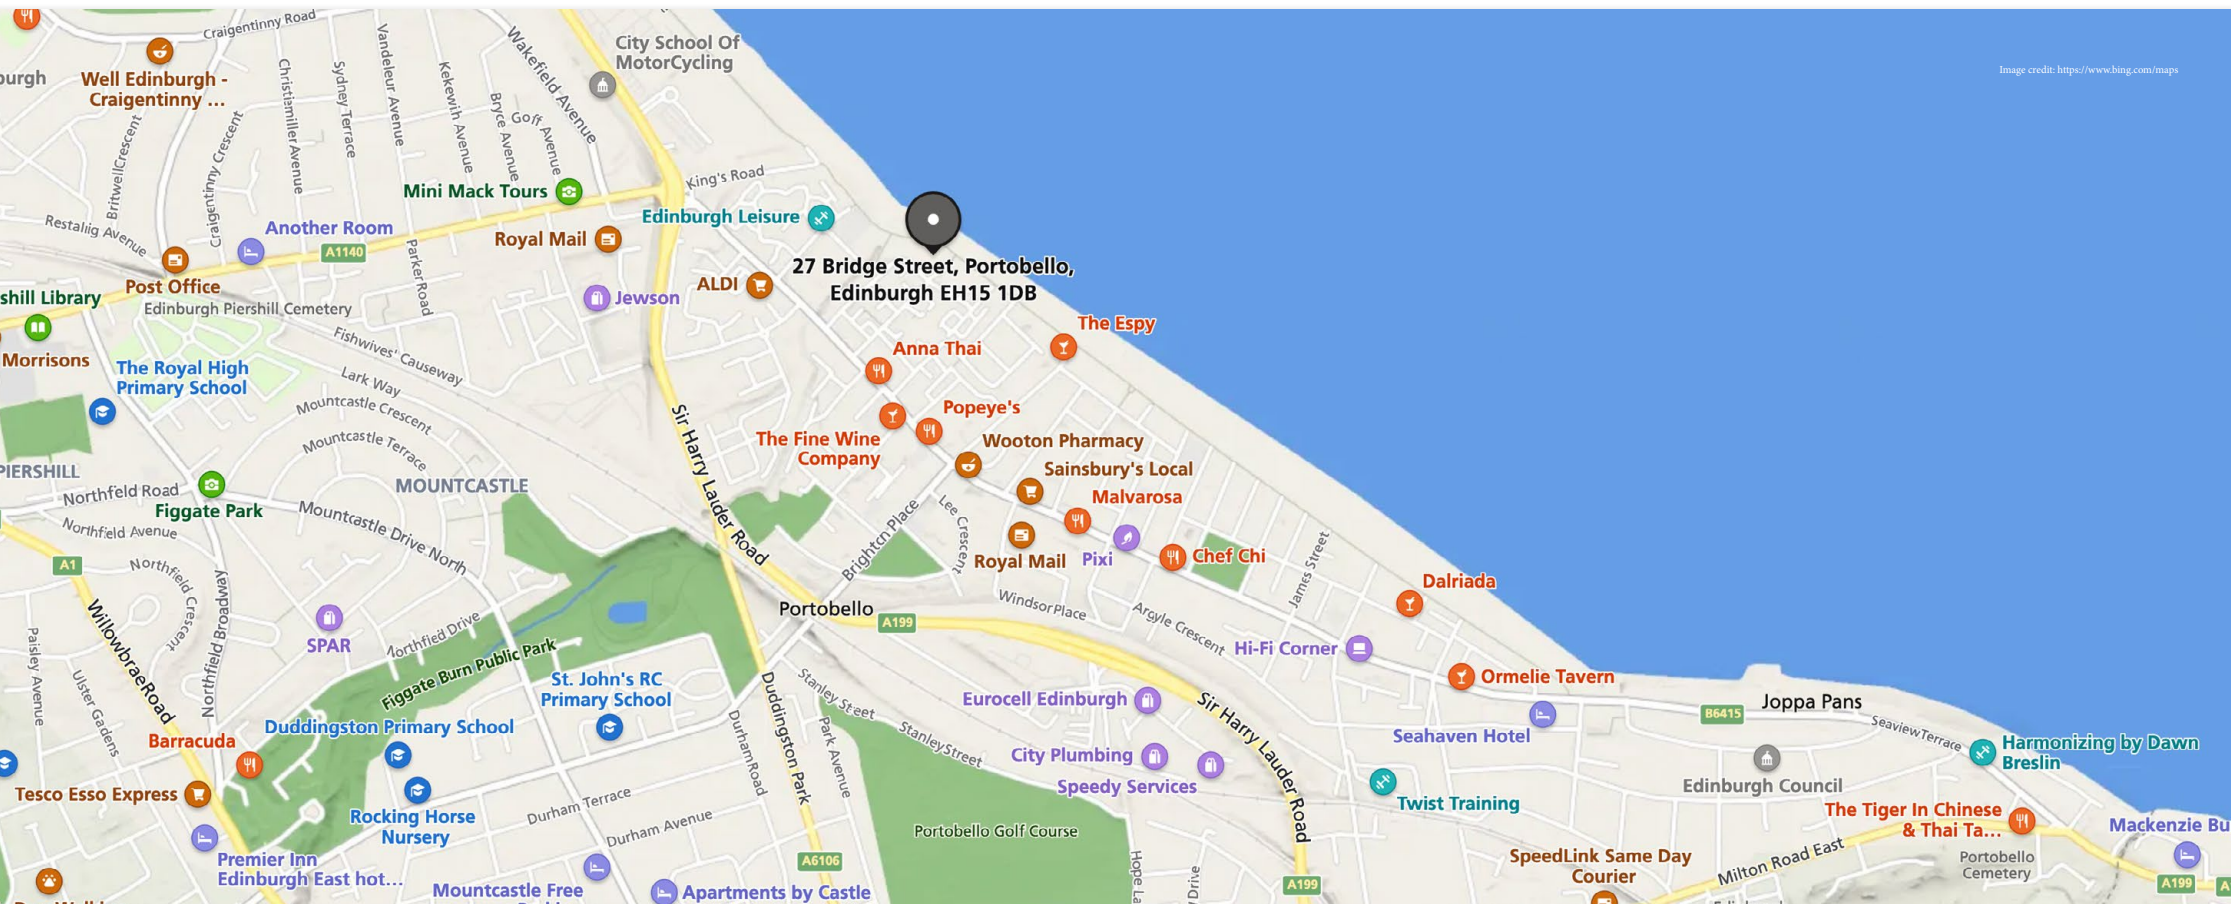 Craigentinny Road
City School Of
MotorCycling
Image credit: https://www.bing.com/maps
burgh
Well Edinburgh -
Craigentinny ...
Wakefield Avenue
Vandeleur Avenue
Christiemiller Avenue
Sydney Terrace
Kekewich Avenue
Bryce Avenue
Goff Avenue
Britwell Crescent
Craigentinny Crescent
King's Road
Mini Mack Tours
Edinburgh Leisure
Restalrig Avenue
Another Room
Royal Mail
A1140
Parker Road
Post Office
27 Bridge Street, Portobello,
Edinburgh EH15 1DB
ALDI
Jewson
shill Library
Edinburgh Piershill Cemetery
The Espy
Fishwives' Causeway
Anna Thai
Morrisons
The Royal High
Primary School
Lark Way
Mountcastle Crescent
Popeye's
The Fine Wine
Company
Mountcastle Terrace
Wooton Pharmacy
Sir Harry Lauder Road
PIERSHILL
Sainsbury's Local
MOUNTCASTLE
Northfield Road
Malvarosa
Figgate Park
Mountcastle Drive North
Brighton Place
Lee Crescent
Northfield Avenue
Royal Mail
Pixi
Chef Chi
James Street
A1
Northfield Crescent
Northfield Broadway
Dalriada
Willowbrae Road
Windsor Place
Portobello
A199
Argyle Crescent
Paisley Avenue
SPAR
Northfield Drive
Hi-Fi Corner
Figgate Burn Public Park
Ulster Gardens
St. John's RC
Primary School
Ormelie Tavern
Duddingston Park
Stanley Street
Eurocell Edinburgh
Sir Harry Lauder Road
Joppa Pans
B6415
Duddingston Primary School
Durham Road
Park Avenue
Stanley Street
Seaview Terrace
Barracuda
Seahaven Hotel
Harmonizing by Dawn
Breslin
City Plumbing
Speedy Services
Edinburgh Council
Tesco Esso Express
Twist Training
Rocking Horse
Nursery
Durham Terrace
Durham Avenue
Portobello Golf Course
The Tiger In Chinese
& Thai Ta...
Mackenzie Bu
Premier Inn
Edinburgh East hot...
A6106
SpeedLink Same Day
Courier
Milton Road East
Portobello
Cemetery
Mountcastle Free
Apartments by Castle
Hope La
Drive
A199
A199